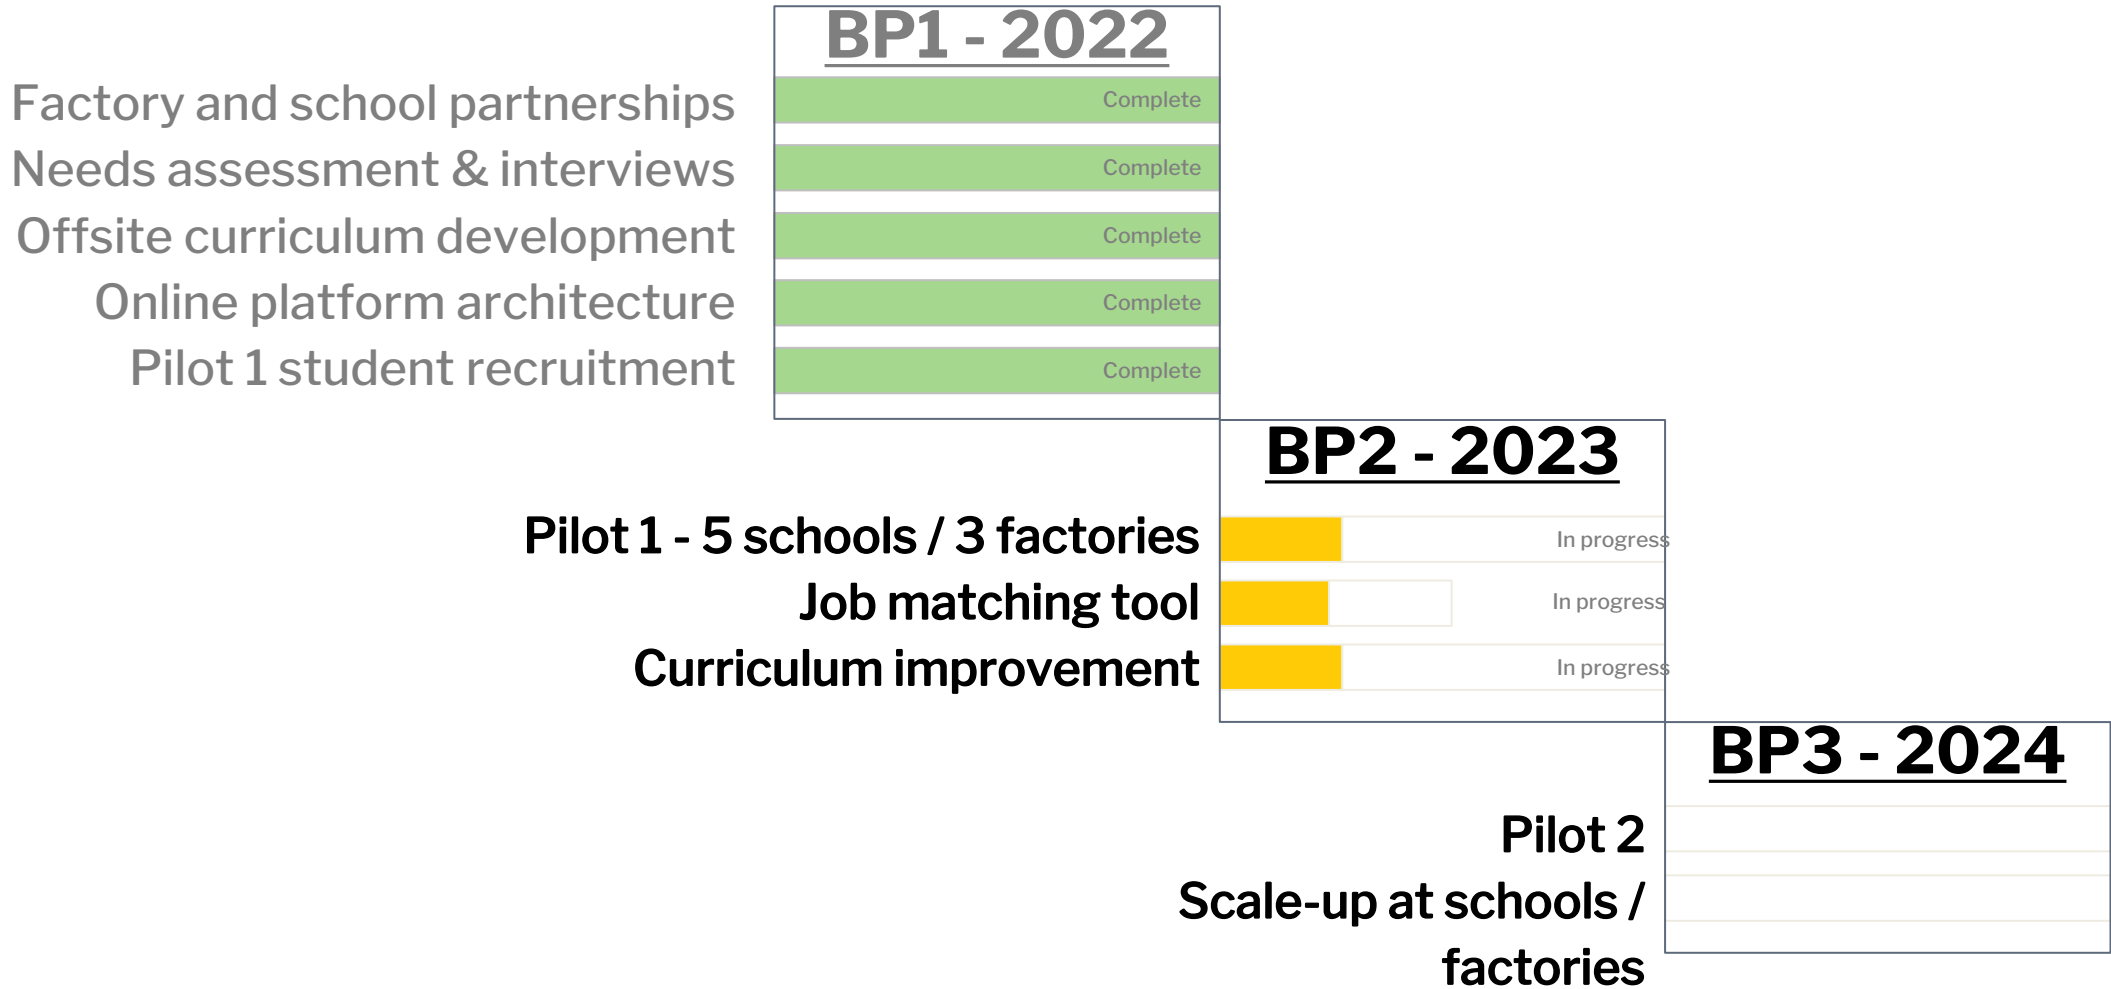 BP1 - 2022
Factory and school partnerships Complete
Needs assessment & interviews Complete
Offsite curriculum development Complete
Online platform architecture Complete
Pilot 1 student recruitment Complete
BP2 - 2023
Pilot 1 - 5 schools / 3 factories In progress
Job matching tool In progress
Curriculum improvement In progress
BP3 - 2024
Pilot 2
Scale-up at schools /
factories